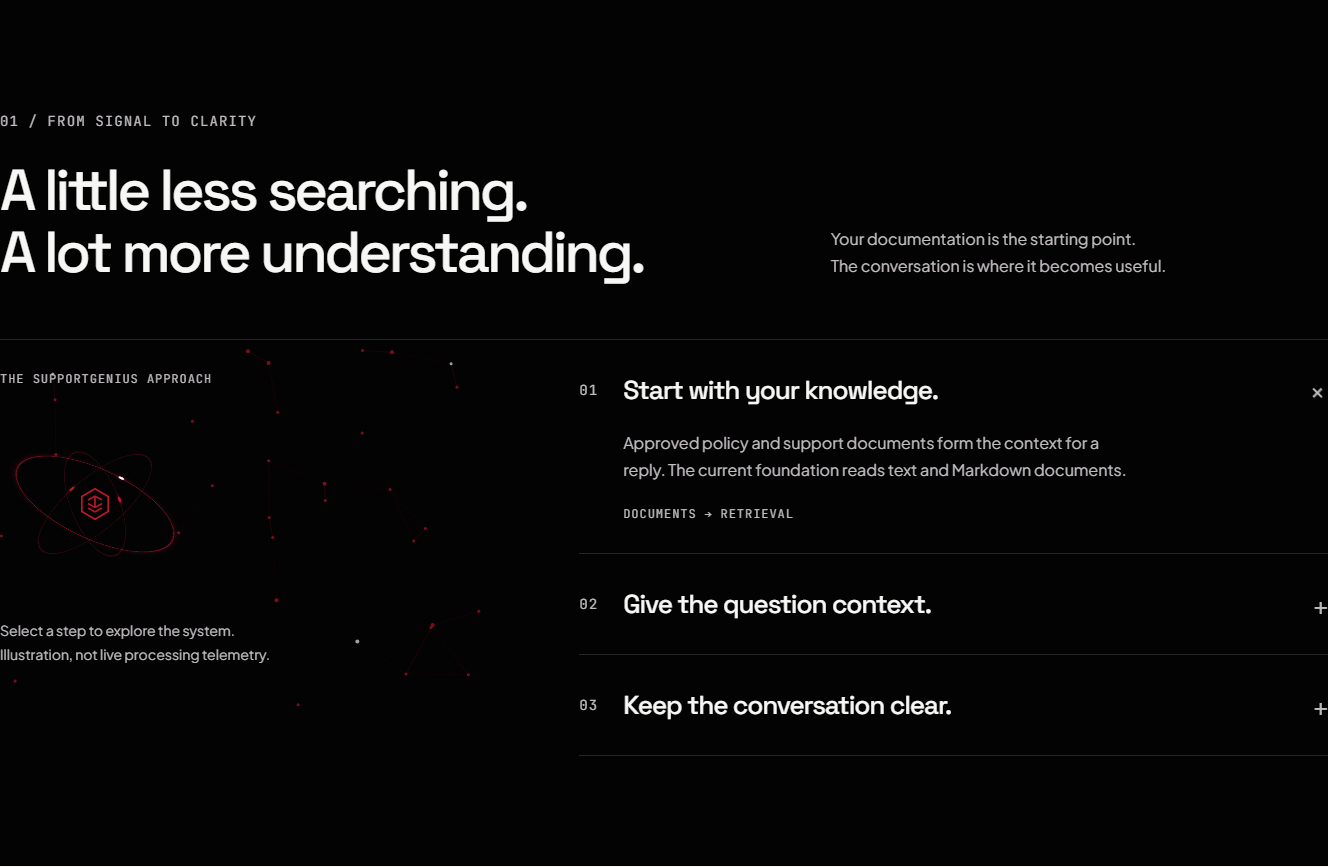 01 / FROM SIGNAL TO CLARITY
A little less searching.
A lot more understanding.
Your documentation is the starting point.
The conversation is where it becomes useful.
THE SUPPORTGENIUS APPROACH
Select a step to explore the system.
Illustration, not live processing telemetry.
01 Start with your knowledge. ×
Approved policy and support documents form the context for a
reply. The current foundation reads text and Markdown documents.
DOCUMENTS → RETRIEVAL
02 Give the question context. +
03 Keep the conversation clear. +